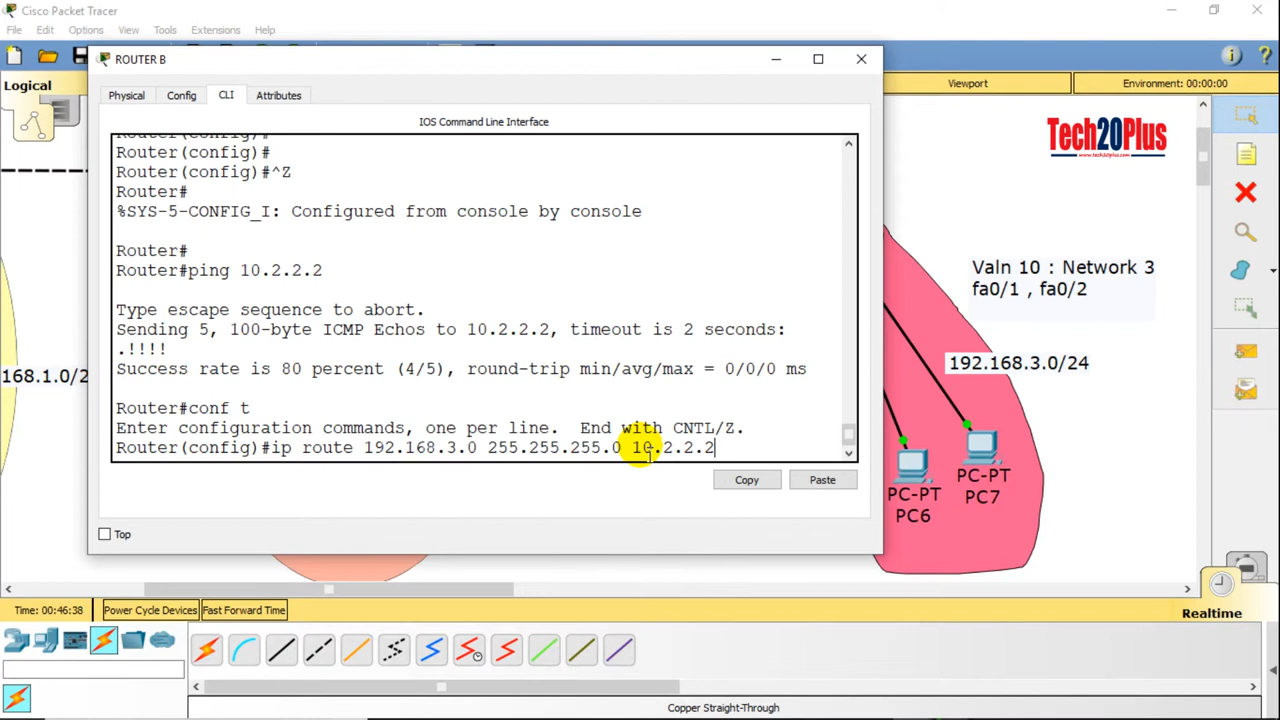 Cisco Packet Tracer
File Edit Options View Tools Extensions Help
Logical
Viewport
Environment: 00:00:00
ROUTER B
Physical Config CLI Attributes
IOS Command Line Interface
Router(config)#
Router(config)#
Router(config)#^Z
Router#
%SYS-5-CONFIG_I: Configured from console by console
Router#
Router#ping 10.2.2.2
Type escape sequence to abort.
Sending 5, 100-byte ICMP Echos to 10.2.2.2, timeout is 2 seconds:
.!!!!
Success rate is 80 percent (4/5), round-trip min/avg/max = 0/0/0 ms
Router#conf t
Enter configuration commands, one per line. End with CNTL/Z.
Router(config)#ip route 192.168.3.0 255.255.255.0 10.2.2.2
Copy Paste
Top
Tech20Plus
www.tech20plus.com
Valn 10 : Network 3
fa0/1 , fa0/2
192.168.3.0/24
168.1.0/2
PC-PT
PC6
PC-PT
PC7
Time: 00:46:38 Power Cycle Devices Fast Forward Time
Realtime
Copper Straight-Through